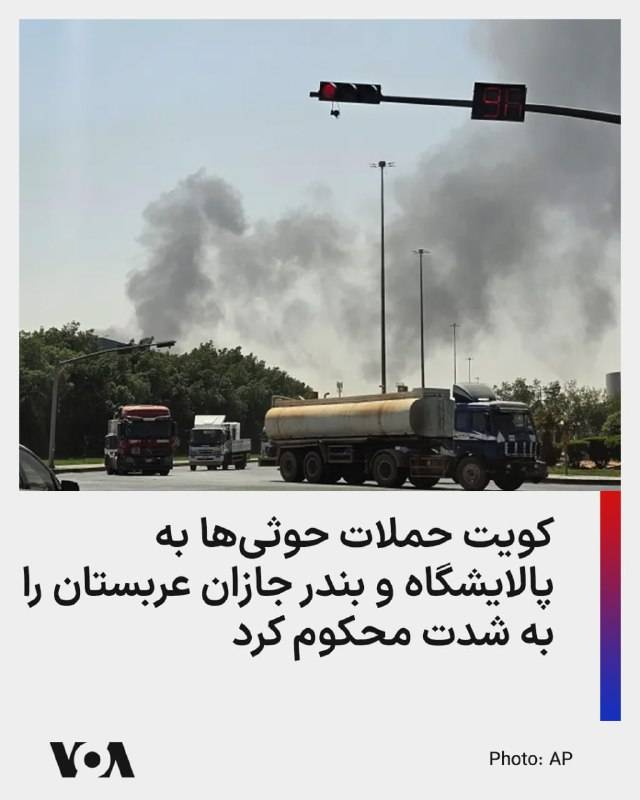 کویت حملات حوثی‌ها به
پالایشگاه و بندر جازان عربستان را
به شدت محکوم کرد
VOA
Photo: AP